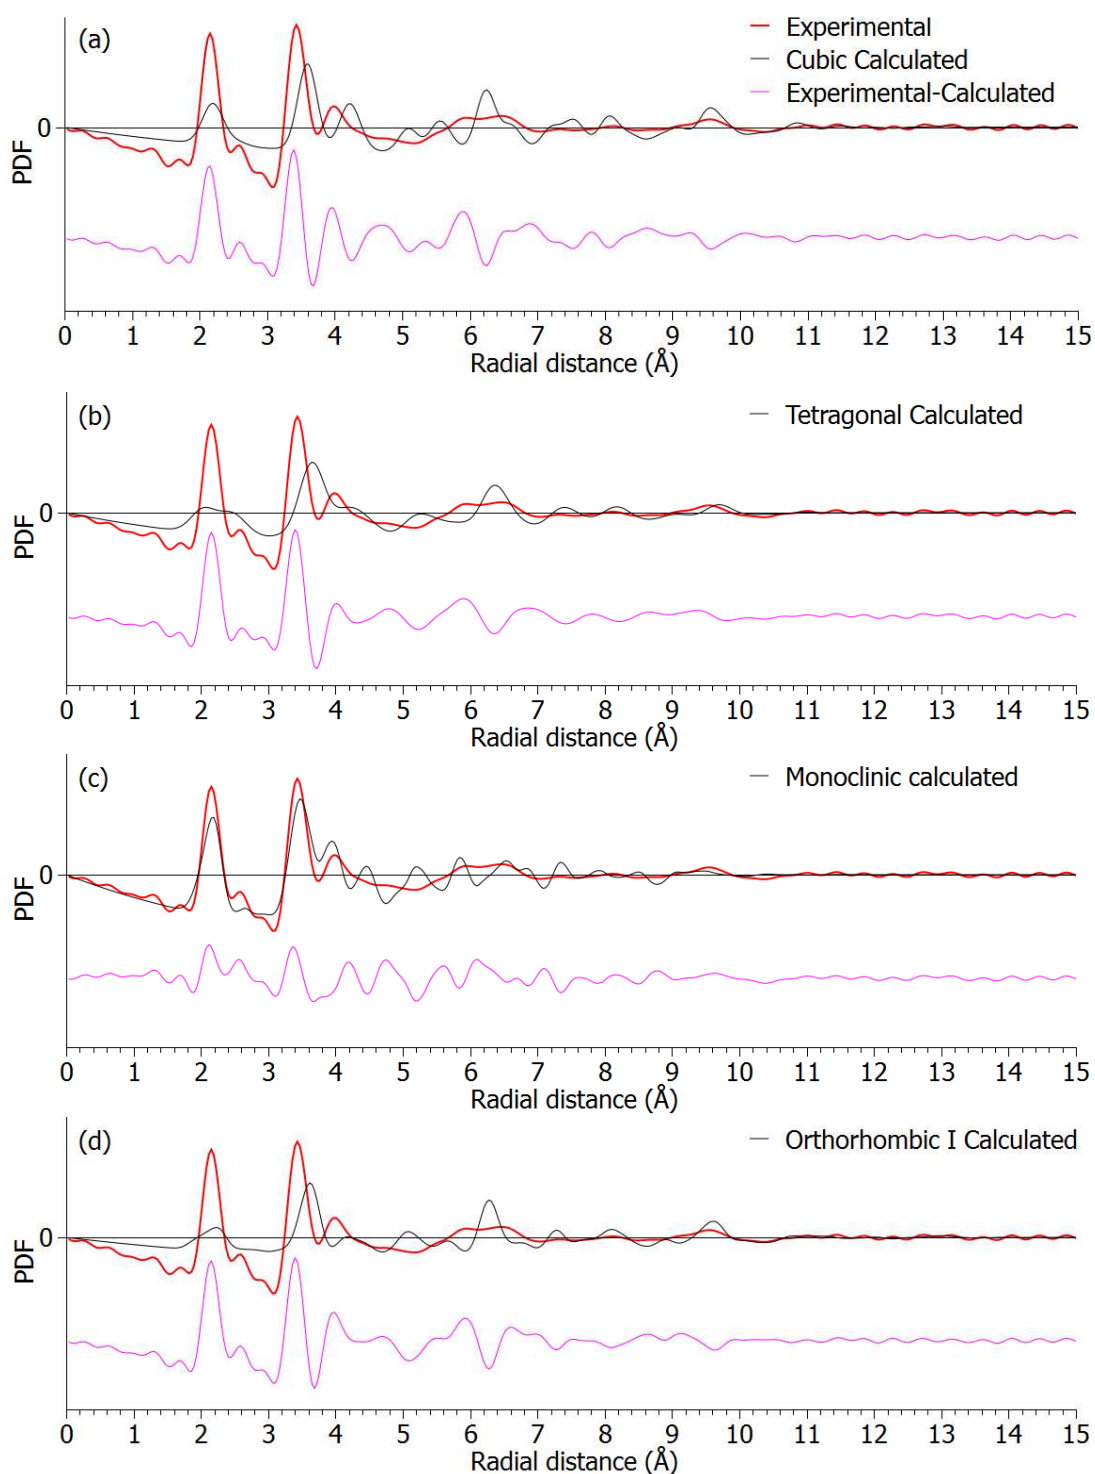 (a)
Experimental
Cubic Calculated
Experimental-Calculated
0
PDF
0 1 2 3 4 5 6 7 8 9 10 11 12 13 14 15
Radial distance (Å)
(b)
Tetragonal Calculated
0
PDF
0 1 2 3 4 5 6 7 8 9 10 11 12 13 14 15
Radial distance (Å)
(c)
Monoclinic calculated
0
PDF
0 1 2 3 4 5 6 7 8 9 10 11 12 13 14 15
Radial distance (Å)
(d)
Orthorhombic I Calculated
0
PDF
0 1 2 3 4 5 6 7 8 9 10 11 12 13 14 15
Radial distance (Å)